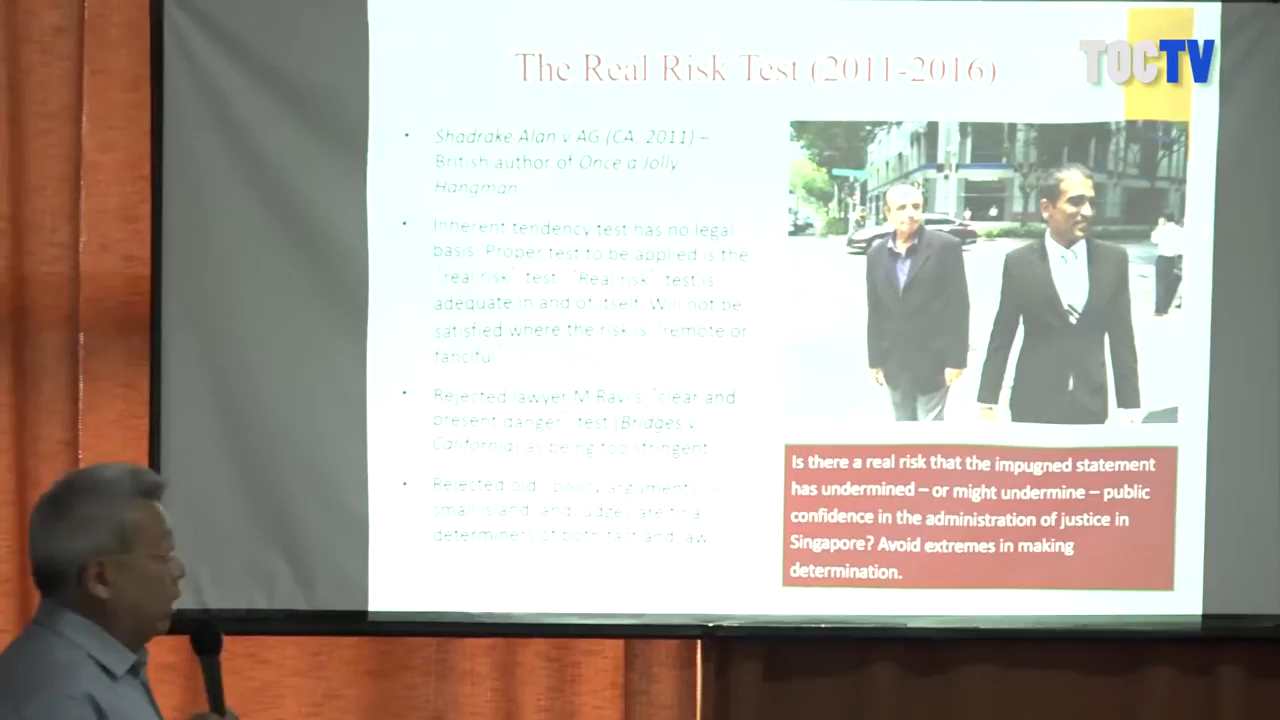 The Real Risk Test (2011-2016)
TOCTV
• Shadrake Alan v AG (CA, 2011) –
British author of Once a Jolly
Hangman
• Inherent tendency test has no legal
basis. Proper test to be applied is the
"real risk" test. "Real risk" test is
adequate in and of itself. Will not be
satisfied where the risk is "remote or
fanciful"
• Rejected lawyer M Ravi's "clear and
present danger" test (Bridges v
California) as being too stringent.
• Rejected old "policy arguments" –
small island, and judges are final
determiners of both fact and law
Is there a real risk that the impugned statement
has undermined – or might undermine – public
confidence in the administration of justice in
Singapore? Avoid extremes in making
determination.